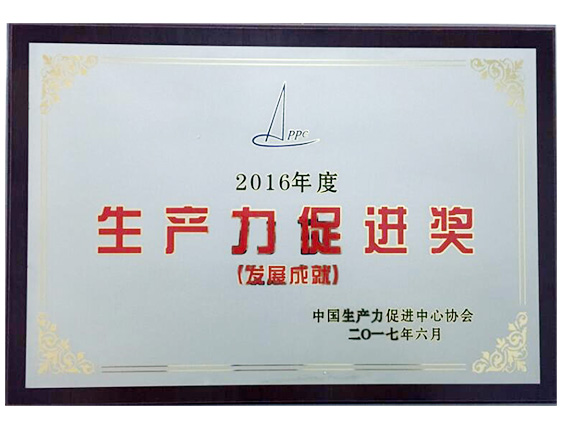 PPC
2016年度
生产力促进奖
(发展成就)
中国生产力促进中心协会
二〇一七年六月